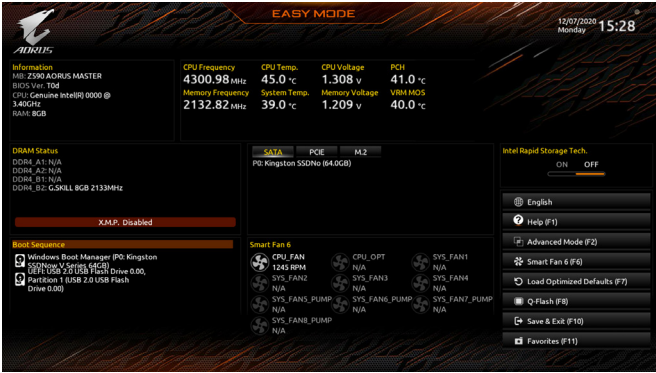 EASY MODE
12/07/2020
Monday
15:28
AORUS
Information
MB: Z590 AORUS MASTER
BIOS Ver. T0d
CPU: Genuine Intel(R) 0000 @
3.40GHz
RAM: 8GB
CPU Frequency
4300.98 MHz
CPU Temp.
45.0 °C
CPU Voltage
1.308 V
PCH
41.0 °C
Memory Frequency
2132.82 MHz
System Temp.
39.0 °C
Memory Voltage
1.209 V
VRM MOS
40.0 °C
DRAM Status
DDR4_A1: N/A
DDR4_A2: N/A
DDR4_B1: N/A
DDR4_B2: G.SKILL 8GB 2133MHz
X.M.P. Disabled
SATA PCIE M.2
P0: Kingston SSDNo (64.0GB)
Intel Rapid Storage Tech.
ON OFF
Boot Sequence
Windows Boot Manager (P0: Kingston
SSDNow V Series 64GB)
UEFI: USB 2.0 USB Flash Drive 0.00,
Partition 1 (USB 2.0 USB Flash
Drive 0.00)
Smart Fan 6
CPU_FAN
1245 RPM
CPU_OPT
N/A
SYS_FAN1
N/A
SYS_FAN2
N/A
SYS_FAN3
N/A
SYS_FAN4
N/A
SYS_FAN5_PUMP
N/A
SYS_FAN6_PUMP
N/A
SYS_FAN7_PUMP
N/A
SYS_FAN8_PUMP
N/A
English
Help (F1)
Advanced Mode (F2)
Smart Fan 6 (F6)
Load Optimized Defaults (F7)
Q-Flash (F8)
Save & Exit (F10)
Favorites (F11)